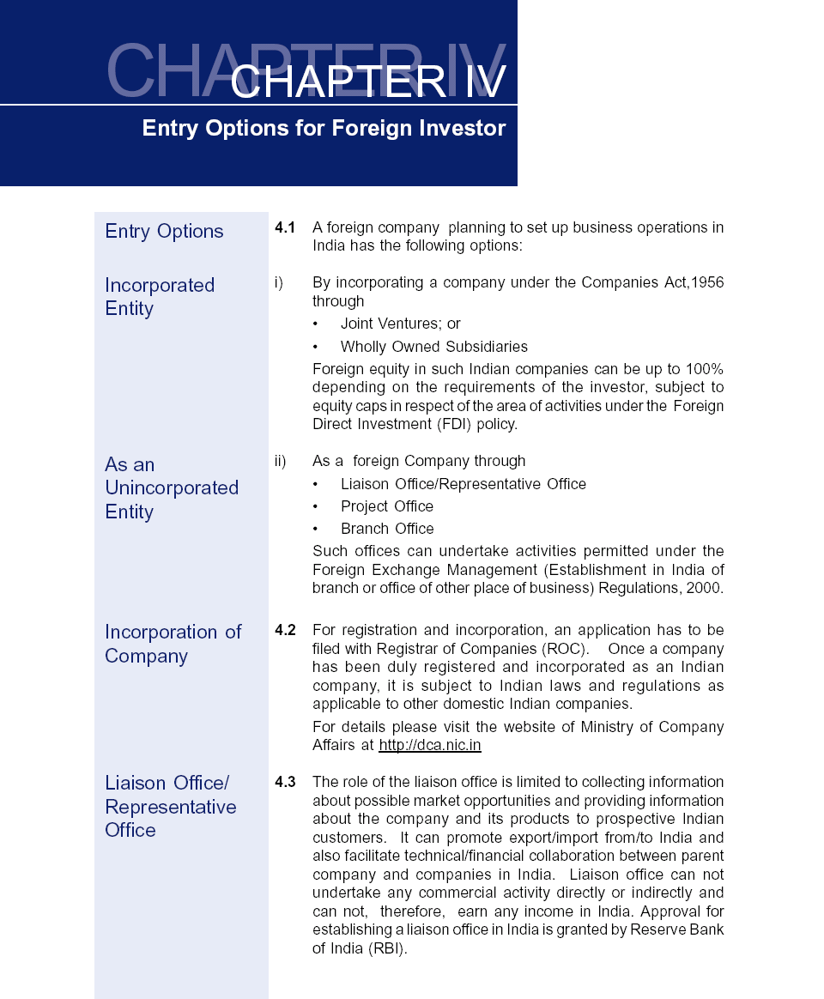 CHAPTER IV
CHAPTER IV
Entry Options for Foreign Investor
Entry Options
4.1 A foreign company planning to set up business operations in
India has the following options:
Incorporated
Entity
i) By incorporating a company under the Companies Act,1956
through
• Joint Ventures; or
• Wholly Owned Subsidiaries
Foreign equity in such Indian companies can be up to 100%
depending on the requirements of the investor, subject to
equity caps in respect of the area of activities under the Foreign
Direct Investment (FDI) policy.
As an
Unincorporated
Entity
ii) As a foreign Company through
• Liaison Office/Representative Office
• Project Office
• Branch Office
Such offices can undertake activities permitted under the
Foreign Exchange Management (Establishment in India of
branch or office of other place of business) Regulations, 2000.
Incorporation of
Company
4.2 For registration and incorporation, an application has to be
filed with Registrar of Companies (ROC). Once a company
has been duly registered and incorporated as an Indian
company, it is subject to Indian laws and regulations as
applicable to other domestic Indian companies.
For details please visit the website of Ministry of Company
Affairs at http://dca.nic.in
Liaison Office/
Representative
Office
4.3 The role of the liaison office is limited to collecting information
about possible market opportunities and providing information
about the company and its products to prospective Indian
customers. It can promote export/import from/to India and
also facilitate technical/financial collaboration between parent
company and companies in India. Liaison office can not
undertake any commercial activity directly or indirectly and
can not, therefore, earn any income in India. Approval for
establishing a liaison office in India is granted by Reserve Bank
of India (RBI).